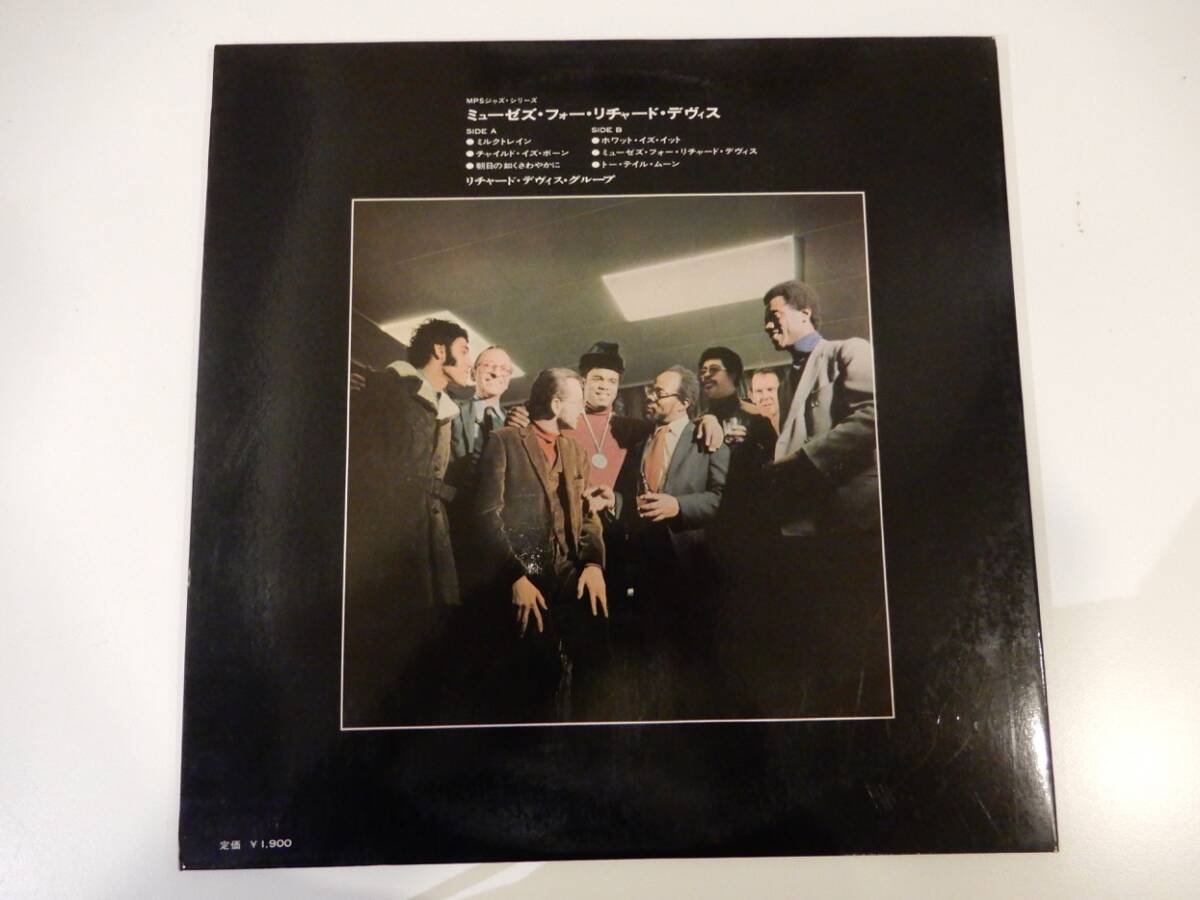 MPSジャズ・シリーズ
ミューゼズ・フォー・リチャード・デヴィス
SIDE A
●ミルクトレイン
●チャイルド・イズ・ボーン
●朝日の如くさわやかに
SIDE B
●ホワット・イズ・イット
●ミューゼズ・フォー・リチャード・デヴィス
●トー・テイル・ムーン
リチャード・デヴィス・グループ
定価 ¥1,900